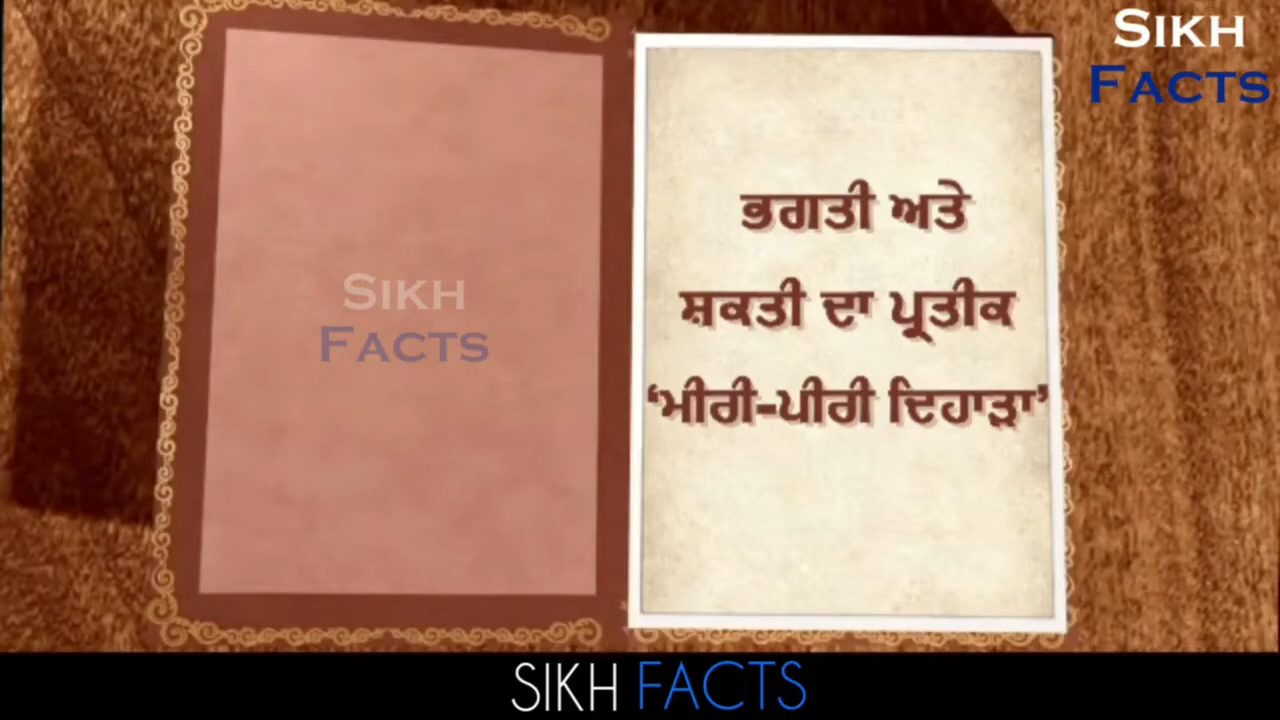 SIKH
FACTS
SIKH
FACTS
ਭਗਤੀ ਅਤੇ
ਸ਼ਕਤੀ ਦਾ ਪ੍ਰਤੀਕ
‘ਮੀਰੀ-ਪੀਰੀ ਦਿਹਾੜਾ’
SIKH FACTS